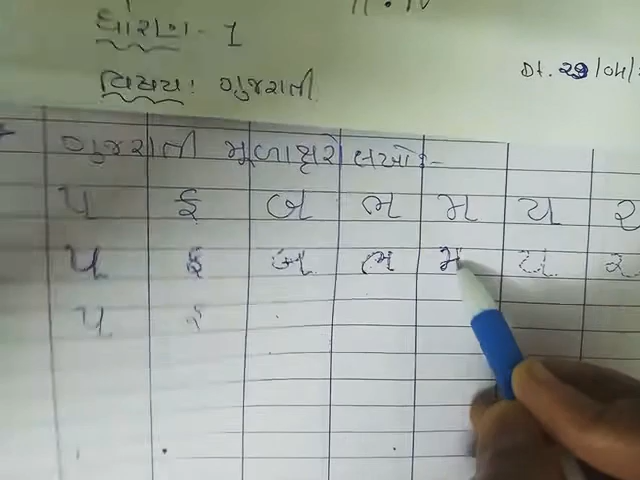 ધોરણ - 1
વિષય: ગુજરાતી
Dt. 29/04/
ગુજરાતી મૂળાક્ષરો લખો:-
પ ફ બ ભ મ ય ર
પ ફ બ ભ મ ય ર
પ ફ